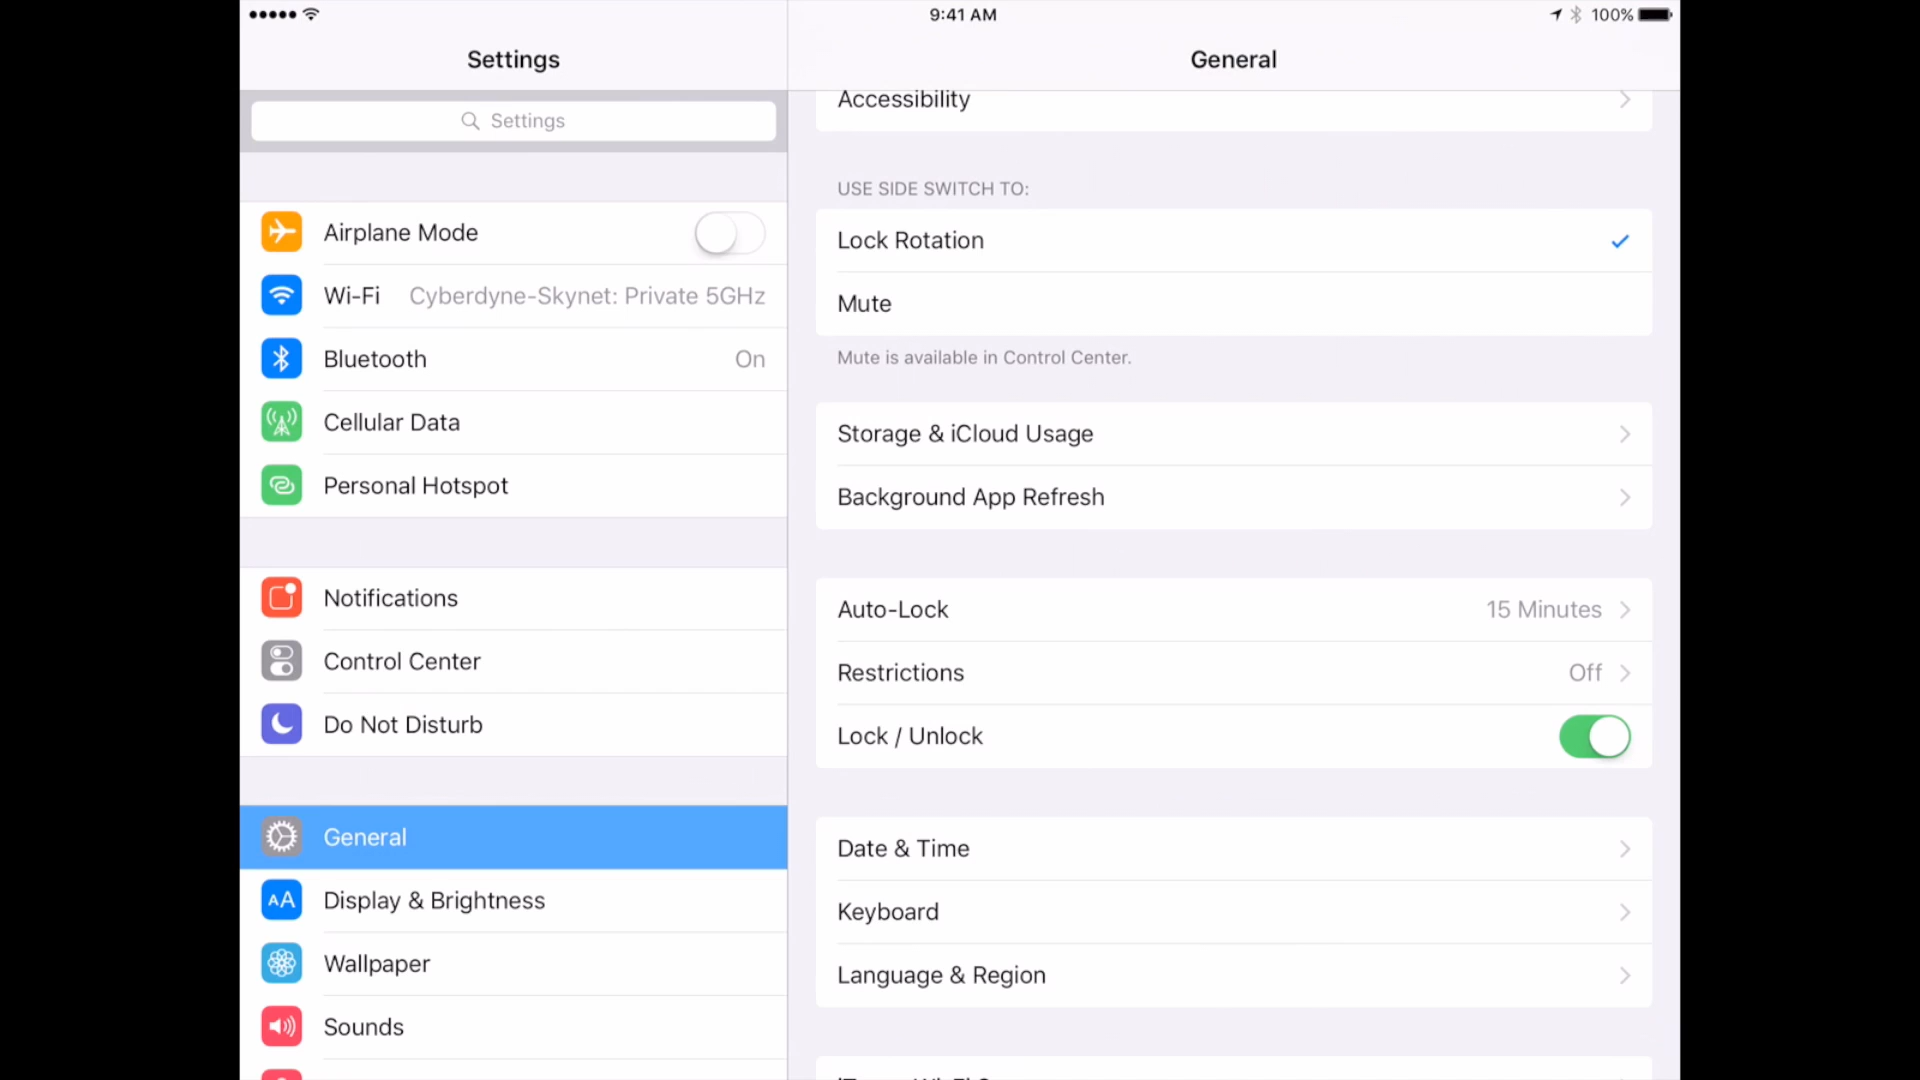 9:41 AM
100%
Settings
General
Settings
Airplane Mode
Wi-Fi Cyberdyne-Skynet: Private 5GHz
Bluetooth On
Cellular Data
Personal Hotspot
Notifications
Control Center
Do Not Disturb
General
AA Display & Brightness
Wallpaper
Sounds
Accessibility
USE SIDE SWITCH TO:
Lock Rotation
Mute
Mute is available in Control Center.
Storage & iCloud Usage
Background App Refresh
Auto-Lock 15 Minutes
Restrictions Off
Lock / Unlock
Date & Time
Keyboard
Language & Region